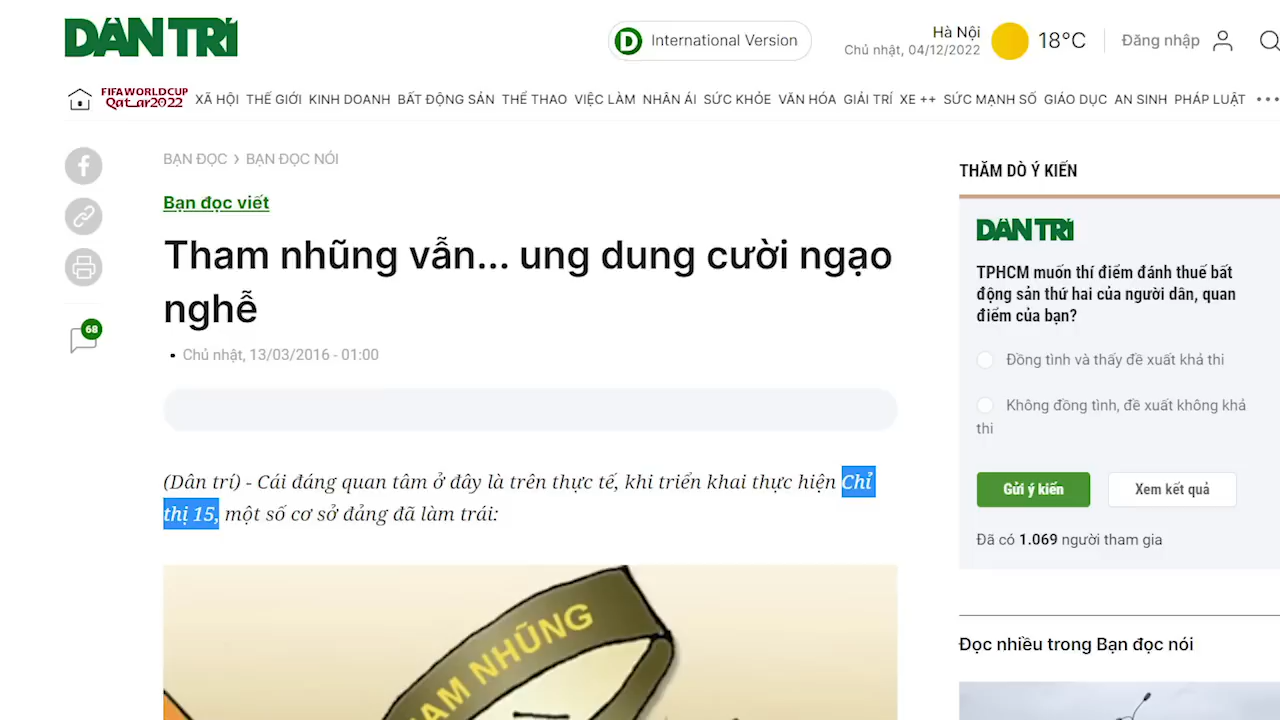 DÂN TRÍ
International Version
Hà Nội
Chủ nhật, 04/12/2022
18°C
Đăng nhập
FIFA WORLD CUP
Qatar2022
XÃ HỘI THẾ GIỚI KINH DOANH BẤT ĐỘNG SẢN THỂ THAO VIỆC LÀM NHÂN ÁI SỨC KHỎE VĂN HÓA GIẢI TRÍ XE ++ SỨC MẠNH SỐ GIÁO DỤC AN SINH PHÁP LUẬT
68
BẠN ĐỌC › BẠN ĐỌC NÓI
Bạn đọc viết
Tham nhũng vẫn... ung dung cười ngạo
nghễ
• Chủ nhật, 13/03/2016 - 01:00
(Dân trí) - Cái đáng quan tâm ở đây là trên thực tế, khi triển khai thực hiện Chỉ
thị 15, một số cơ sở đảng đã làm trái:
THAM NHŨNG
THĂM DÒ Ý KIẾN
DÂN TRÍ
TPHCM muốn thí điểm đánh thuế bất
động sản thứ hai của người dân, quan
điểm của bạn?
Đồng tình và thấy đề xuất khả thi
Không đồng tình, đề xuất không khả
thi
Gửi ý kiến
Xem kết quả
Đã có 1.069 người tham gia
Đọc nhiều trong Bạn đọc nói